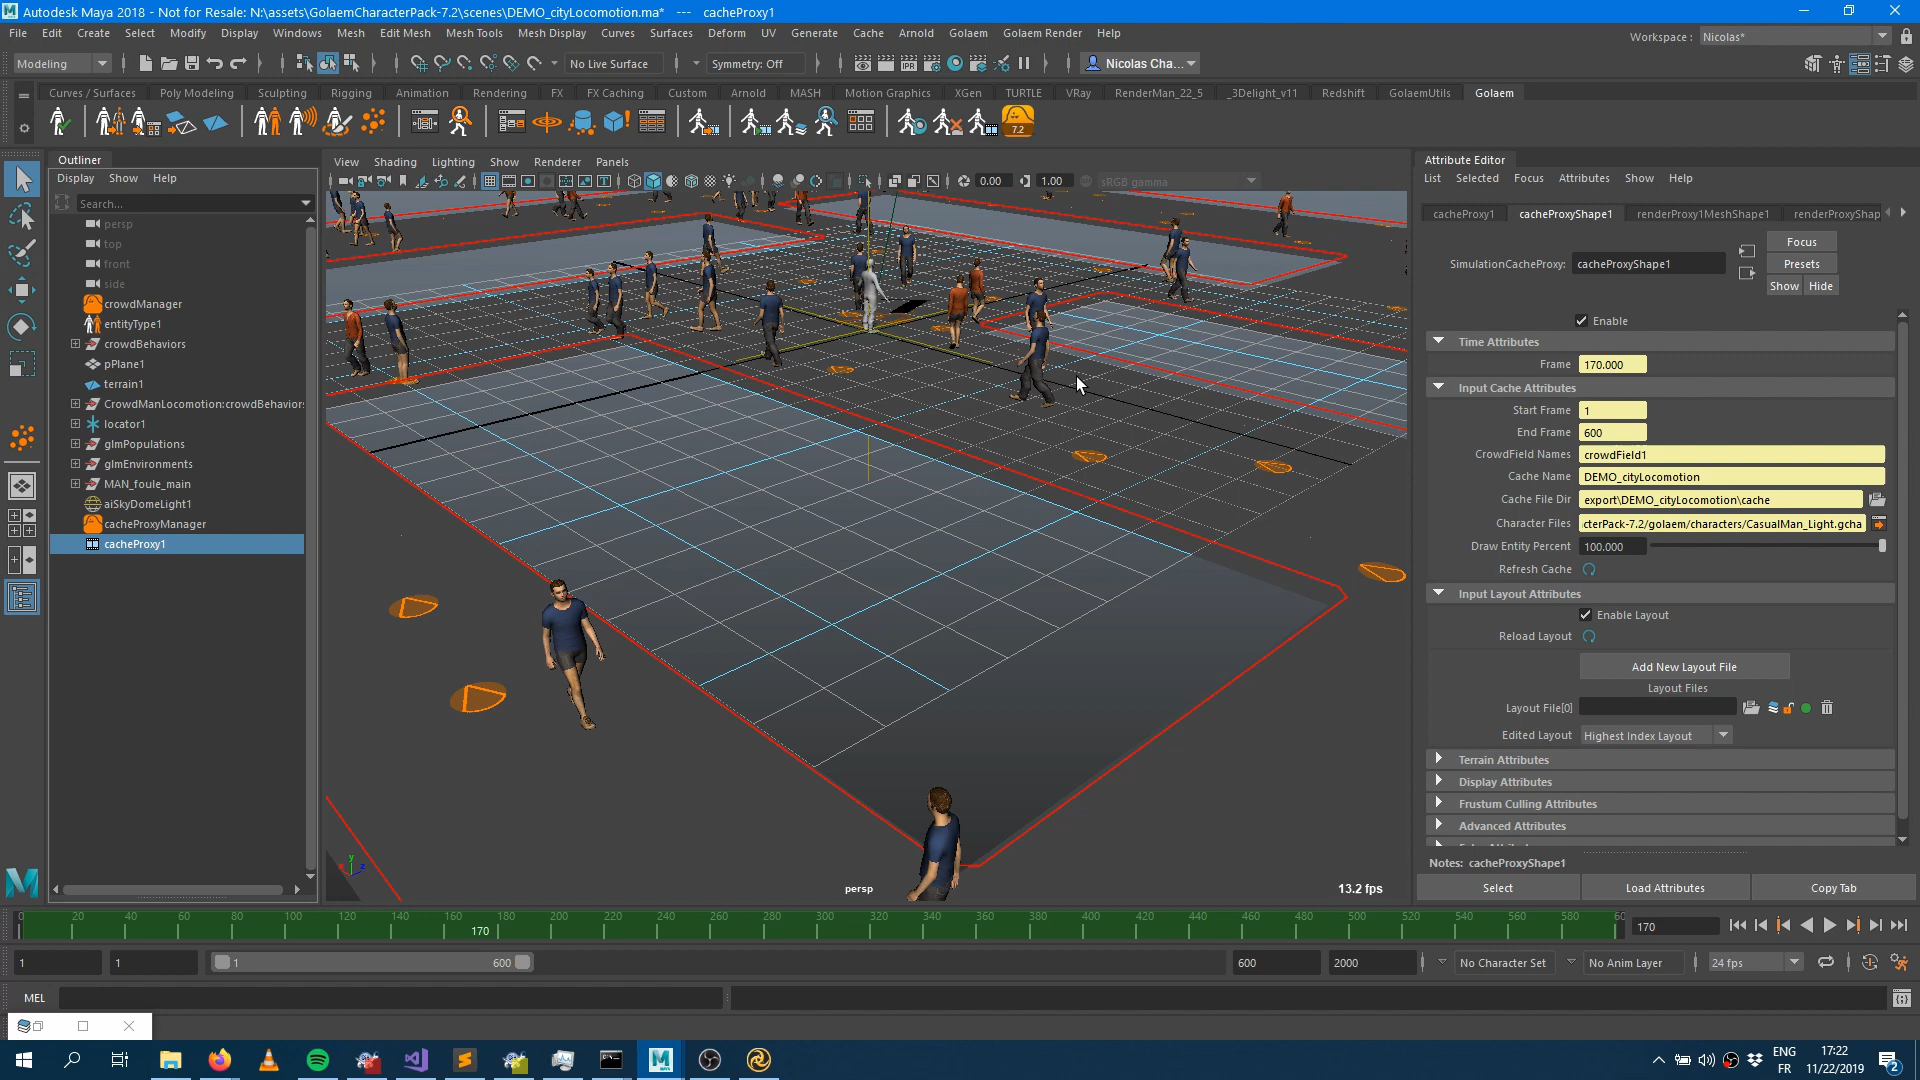 Autodesk Maya 2018 - Not for Resale: N:\assets\GolaemCharacterPack-7.2\scenes\DEMO_cityLocomotion.ma* --- cacheProxy1
File Edit Create Select Modify Display Windows Mesh Edit Mesh Mesh Tools Mesh Display Curves Surfaces Deform UV Generate Cache Arnold Golaem Golaem Render Help
Workspace : Nicolas*
Modeling No Live Surface Symmetry: Off Nicolas Cha...
Curves / Surfaces Poly Modeling Sculpting Rigging Animation Rendering FX FX Caching Custom Arnold MASH Motion Graphics XGen TURTLE VRay RenderMan_22_5 _3Delight_v11 Redshift GolaemUtils Golaem
7.2
Outliner
Display Show Help
Search...
persp
top
front
side
crowdManager
entityType1
crowdBehaviors
pPlane1
terrain1
CrowdManLocomotion:crowdBehaviors
locator1
glmPopulations
glmEnvironments
MAN_foule_main
aiSkyDomeLight1
cacheProxyManager
cacheProxy1
View Shading Lighting Show Renderer Panels
0.00 1.00 sRGB gamma
y
persp
13.2 fps
Attribute Editor
List Selected Focus Attributes Show Help
cacheProxy1 cacheProxyShape1 renderProxy1MeshShape1 renderProxyShap
SimulationCacheProxy: cacheProxyShape1
Focus
Presets
Show Hide
Enable
Time Attributes
Frame 170.000
Input Cache Attributes
Start Frame 1
End Frame 600
CrowdField Names crowdField1
Cache Name DEMO_cityLocomotion
Cache File Dir export\DEMO_cityLocomotion\cache
Character Files cterPack-7.2/golaem/characters/CasualMan_Light.gcha
Draw Entity Percent 100.000
Refresh Cache
Input Layout Attributes
Enable Layout
Reload Layout
Add New Layout File
Layout Files
Layout File[0]
Edited Layout Highest Index Layout
Terrain Attributes
Display Attributes
Frustum Culling Attributes
Advanced Attributes
Notes: cacheProxyShape1
Select Load Attributes Copy Tab
0 20 40 60 80 100 120 140 160 180 200 220 240 260 280 300 320 340 360 380 400 420 440 460 480 500 520 540 560 580 60
170
170
1 1 1 600 600 2000 No Character Set No Anim Layer 24 fps
MEL
ENG
FR
17:22
11/22/2019
2